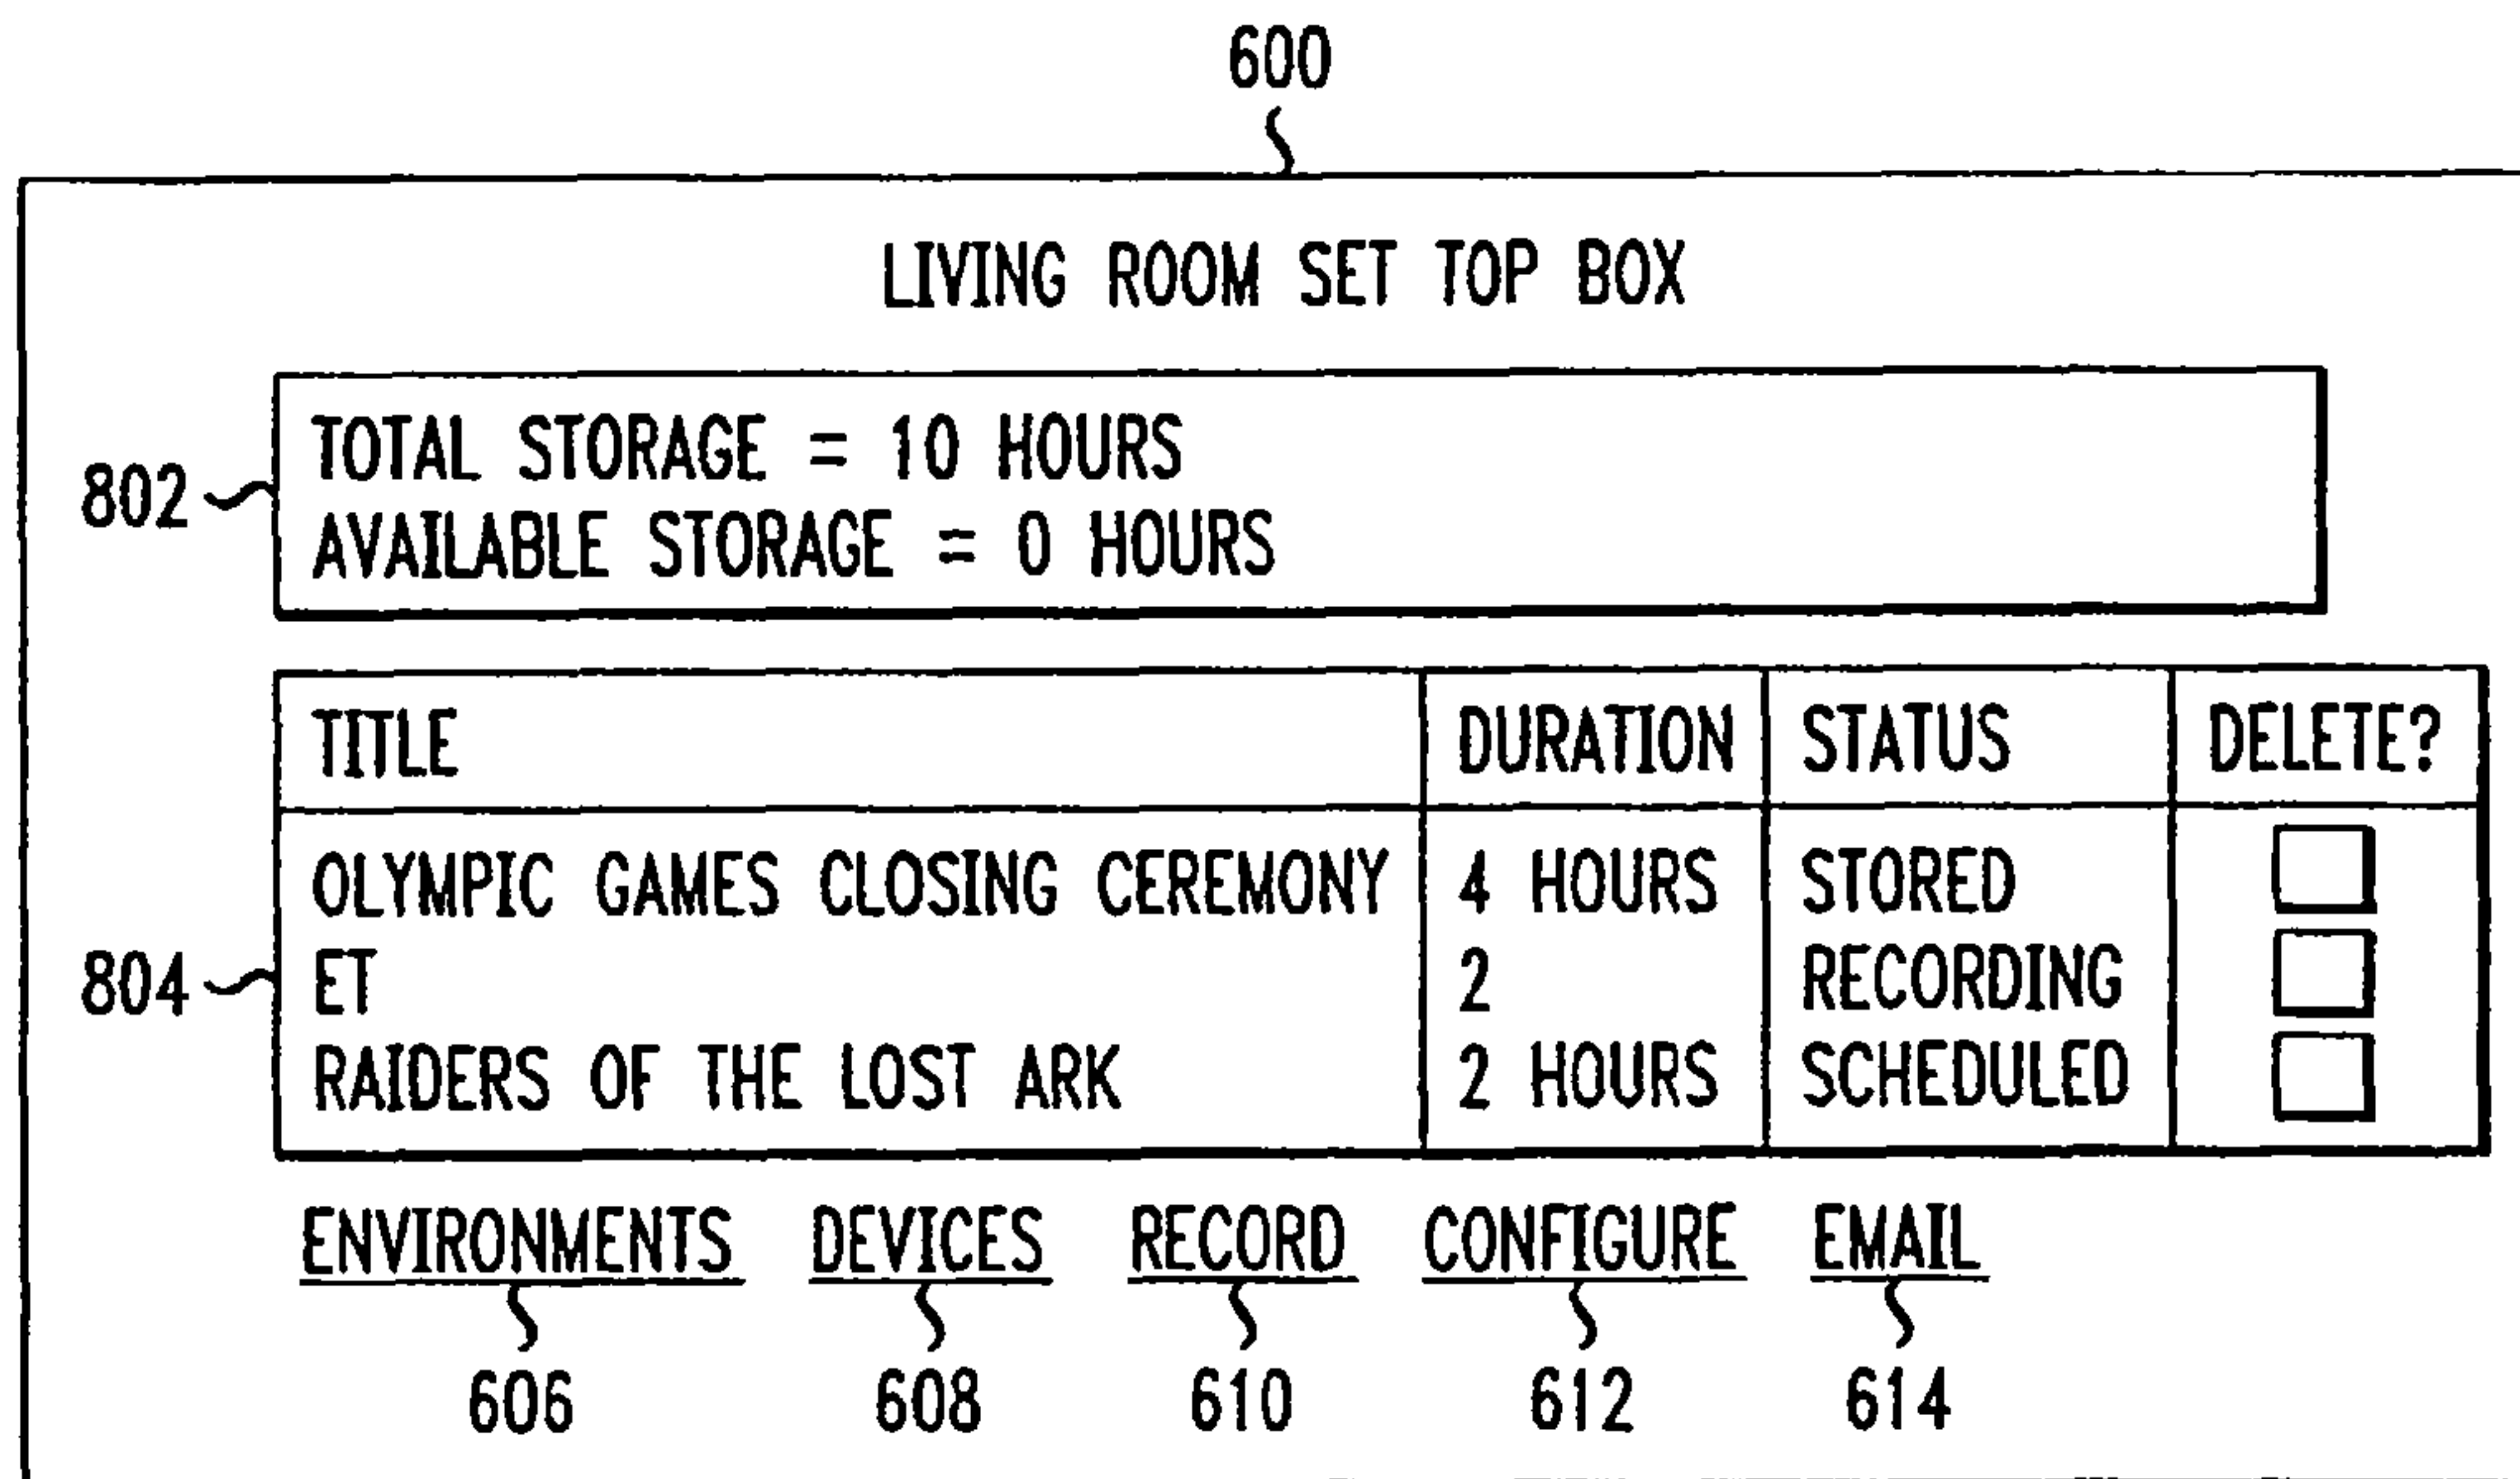 600
LIVING ROOM SET TOP BOX
802
TOTAL STORAGE = 10 HOURS
AVAILABLE STORAGE = 0 HOURS
TITLE DURATION STATUS DELETE?
OLYMPIC GAMES CLOSING CEREMONY 4 HOURS STORED
804 ET 2 RECORDING
RAIDERS OF THE LOST ARK 2 HOURS SCHEDULED
ENVIRONMENTS DEVICES RECORD CONFIGURE EMAIL
606 608 610 612 614